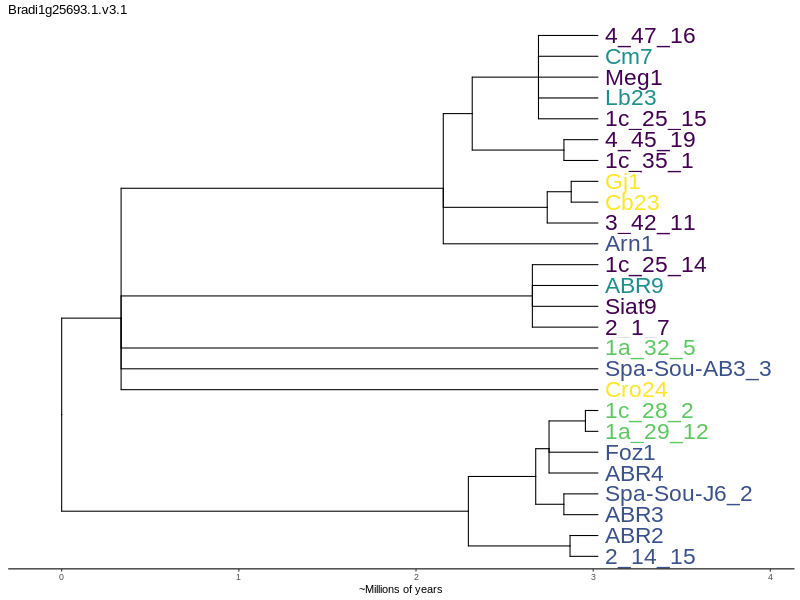 Bradi1g25693.1.v3.1
4_47_16
Cm7
Meg1
Lb23
1c_25_15
4_45_19
1c_35_1
Gj1
Cb23
3_42_11
Arn1
1c_25_14
ABR9
Siat9
2_1_7
1a_32_5
Spa-Sou-AB3_3
Cro24
1c_28_2
1a_29_12
Foz1
ABR4
Spa-Sou-J6_2
ABR3
ABR2
2_14_15
0 1 2 3 4
~Millions of years